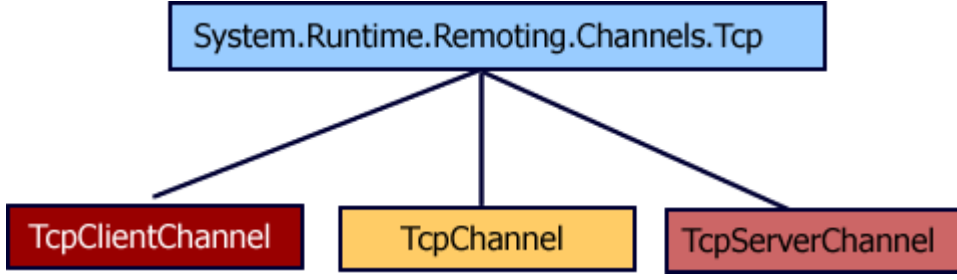 System.Runtime.Remoting.Channels.Tcp
TcpClientChannel
TcpChannel
TcpServerChannel